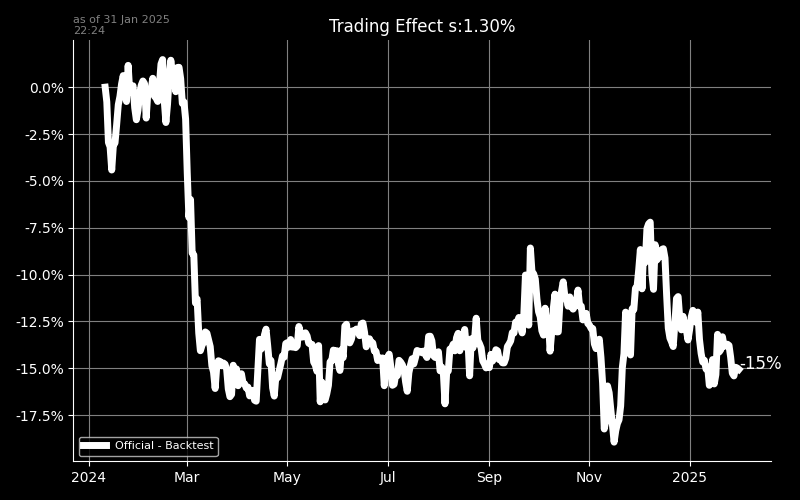 as of 31 Jan 2025
22:24
Trading Effect s:1.30%
0.0%
-2.5%
-5.0%
-7.5%
-10.0%
-12.5%
-15.0%
-17.5%
-15%
Official - Backtest
2024 Mar May Jul Sep Nov 2025